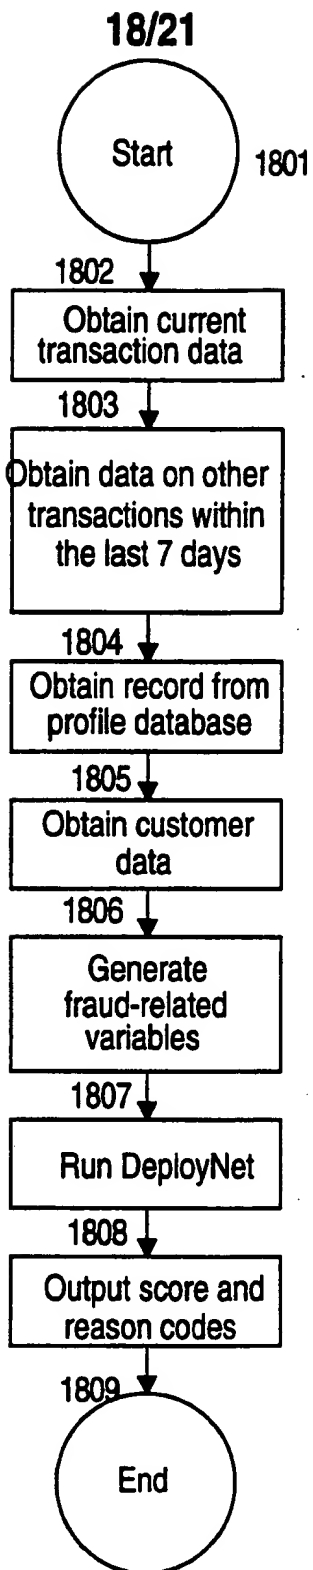 18/21
Start
1801
1802
Obtain current
transaction data
1803
Obtain data on other
transactions within
the last 7 days
1804
Obtain record from
profile database
1805
Obtain customer
data
1806
Generate
fraud-related
variables
1807
Run DeployNet
1808
Output score and
reason codes
1809
End